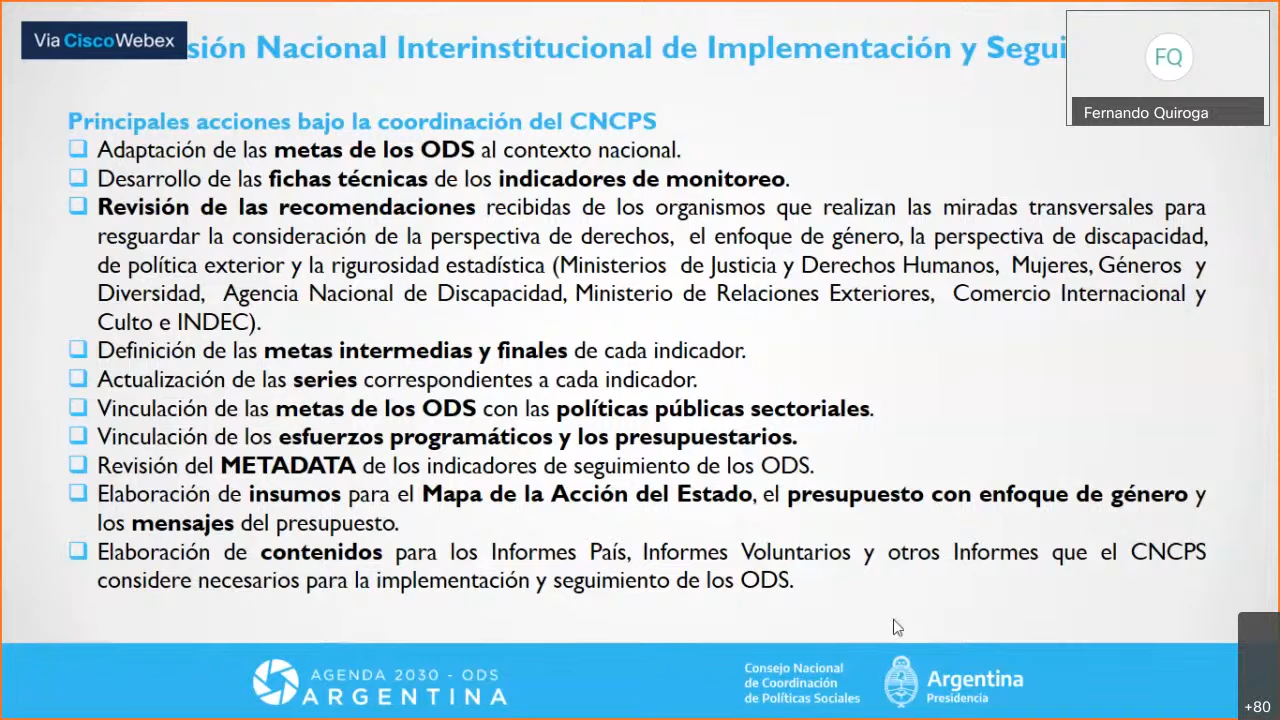 Vía CiscoWebex
sión Nacional Interinstitucional de Implementación y Segui
FQ
Fernando Quiroga
Principales acciones bajo la coordinación del CNCPS
Adaptación de las metas de los ODS al contexto nacional.
Desarrollo de las fichas técnicas de los indicadores de monitoreo.
Revisión de las recomendaciones recibidas de los organismos que realizan las miradas transversales para
resguardar la consideración de la perspectiva de derechos, el enfoque de género, la perspectiva de discapacidad,
de política exterior y la rigurosidad estadística (Ministerios de Justicia y Derechos Humanos, Mujeres, Géneros y
Diversidad, Agencia Nacional de Discapacidad, Ministerio de Relaciones Exteriores, Comercio Internacional y
Culto e INDEC).
Definición de las metas intermedias y finales de cada indicador.
Actualización de las series correspondientes a cada indicador.
Vinculación de las metas de los ODS con las políticas públicas sectoriales.
Vinculación de los esfuerzos programáticos y los presupuestarios.
Revisión del METADATA de los indicadores de seguimiento de los ODS.
Elaboración de insumos para el Mapa de la Acción del Estado, el presupuesto con enfoque de género y
los mensajes del presupuesto.
Elaboración de contenidos para los Informes País, Informes Voluntarios y otros Informes que el CNCPS
considere necesarios para la implementación y seguimiento de los ODS.
AGENDA 2030 - ODS
ARGENTINA
Consejo Nacional
de Coordinación
de Políticas Sociales
Argentina
Presidencia
+80